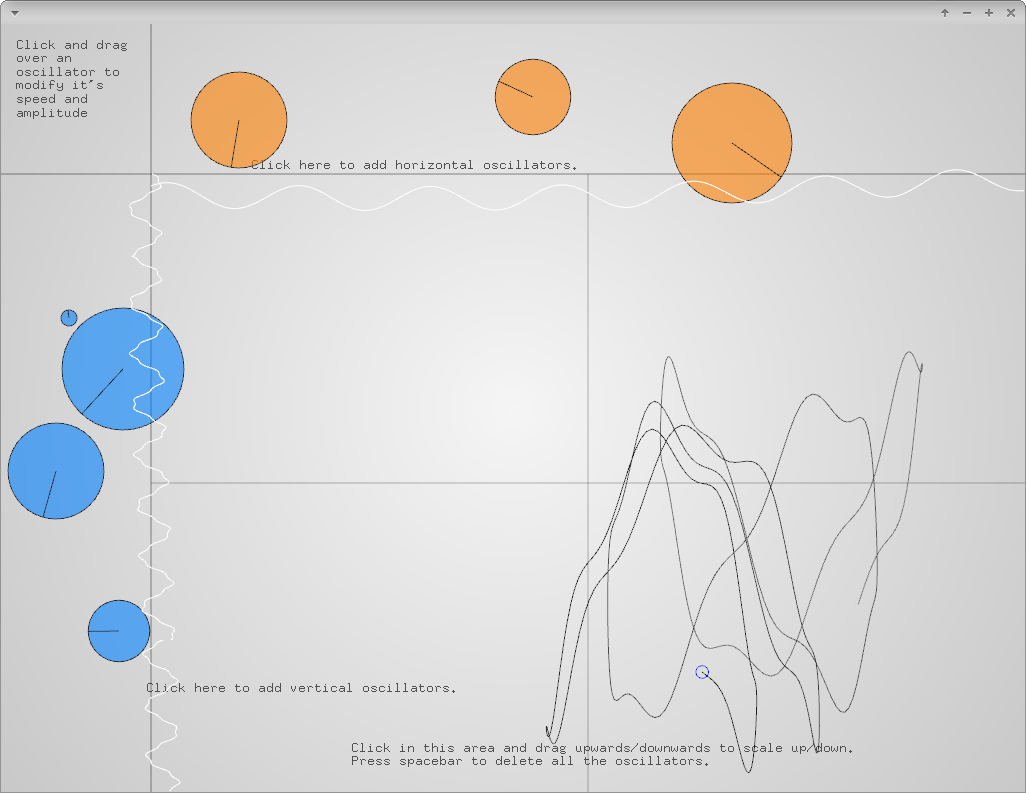 Click and drag
over an
oscillator to
modify it's
speed and
amplitude
Click here to add horizontal oscillators.
Click here to add vertical oscillators.
Click in this area and drag upwards/downwards to scale up/down.
Press spacebar to delete all the oscillators.